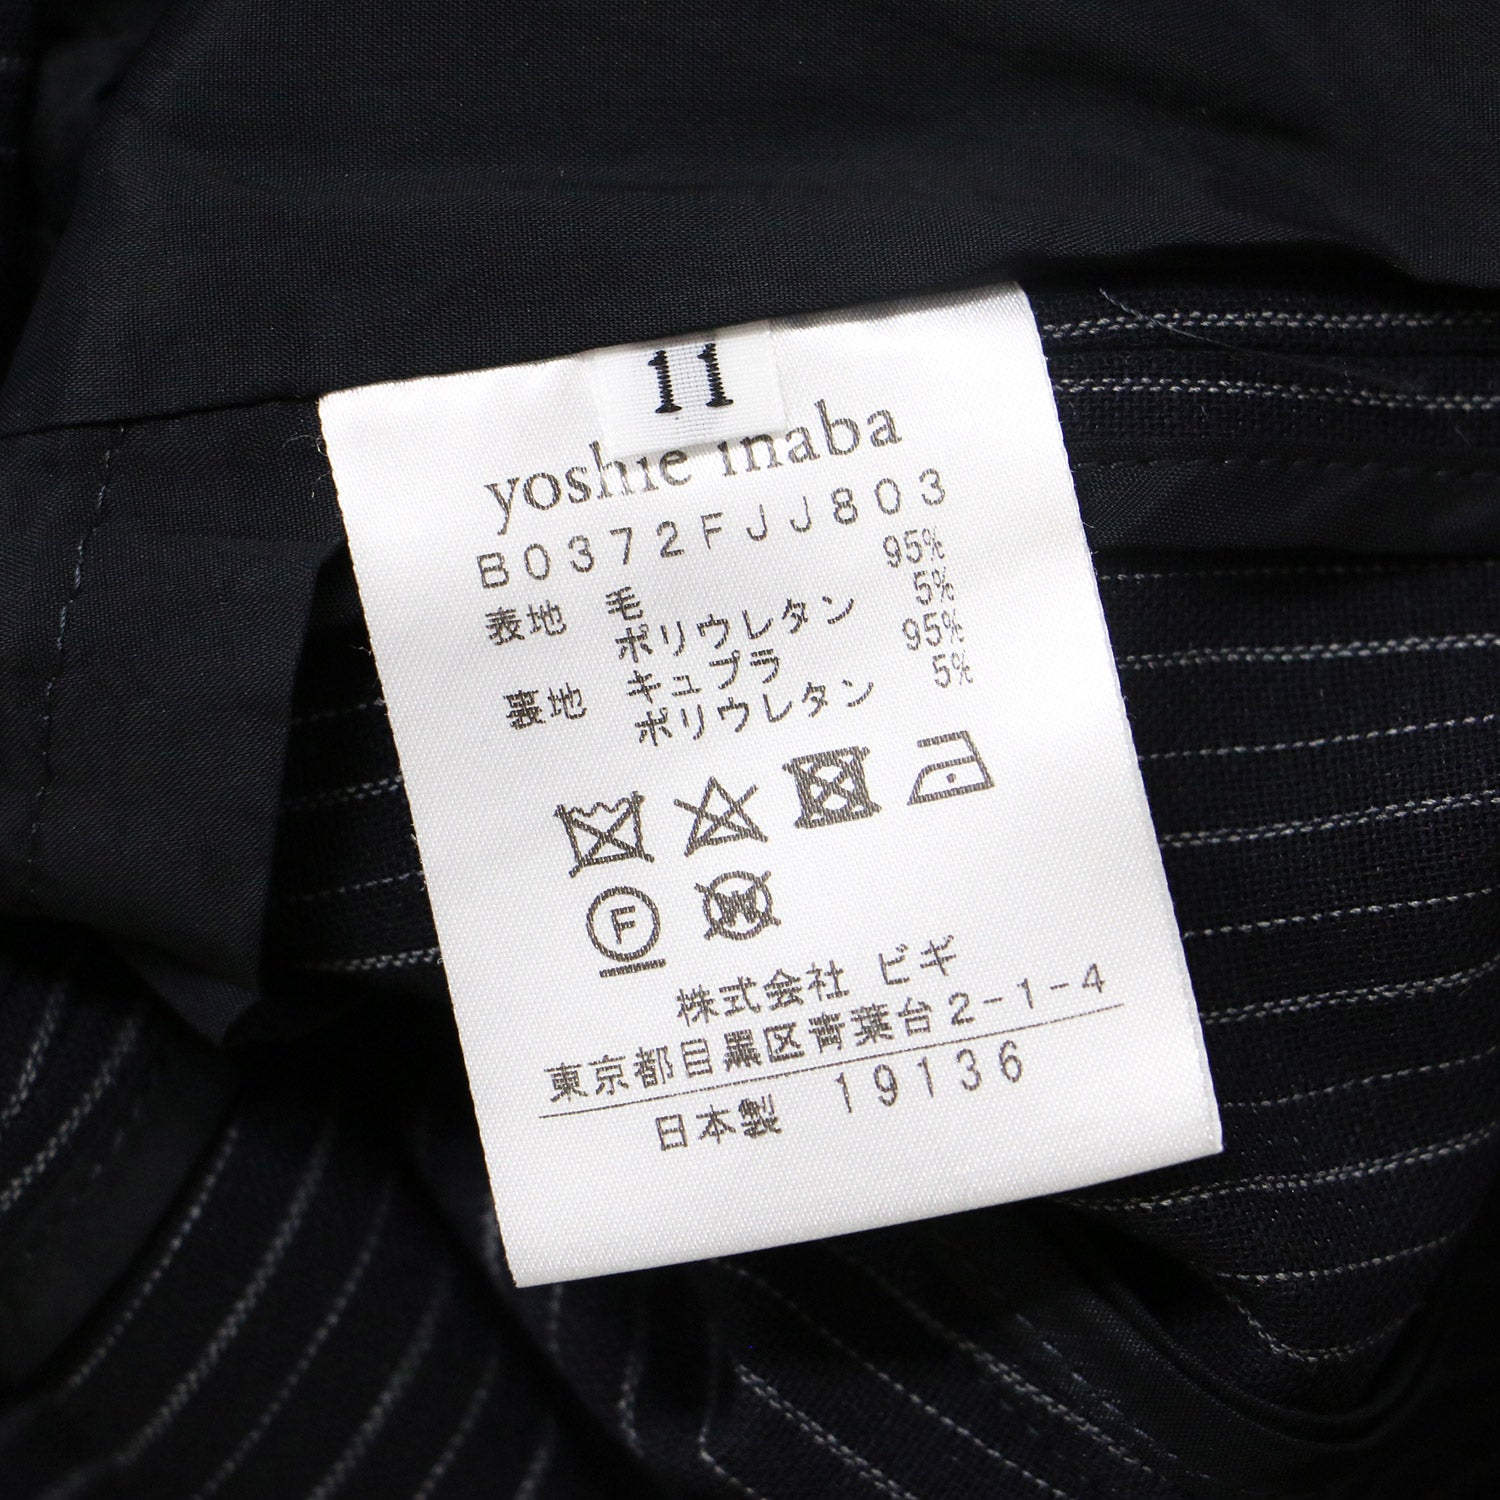 11
yoshie inaba
B0372FJJ803
表地 毛 95%
ポリウレタン 5%
裏地 キュプラ 95%
ポリウレタン 5%
F
W
株式会社 ビギ
東京都目黒区青葉台2-1-4
日本製 19136